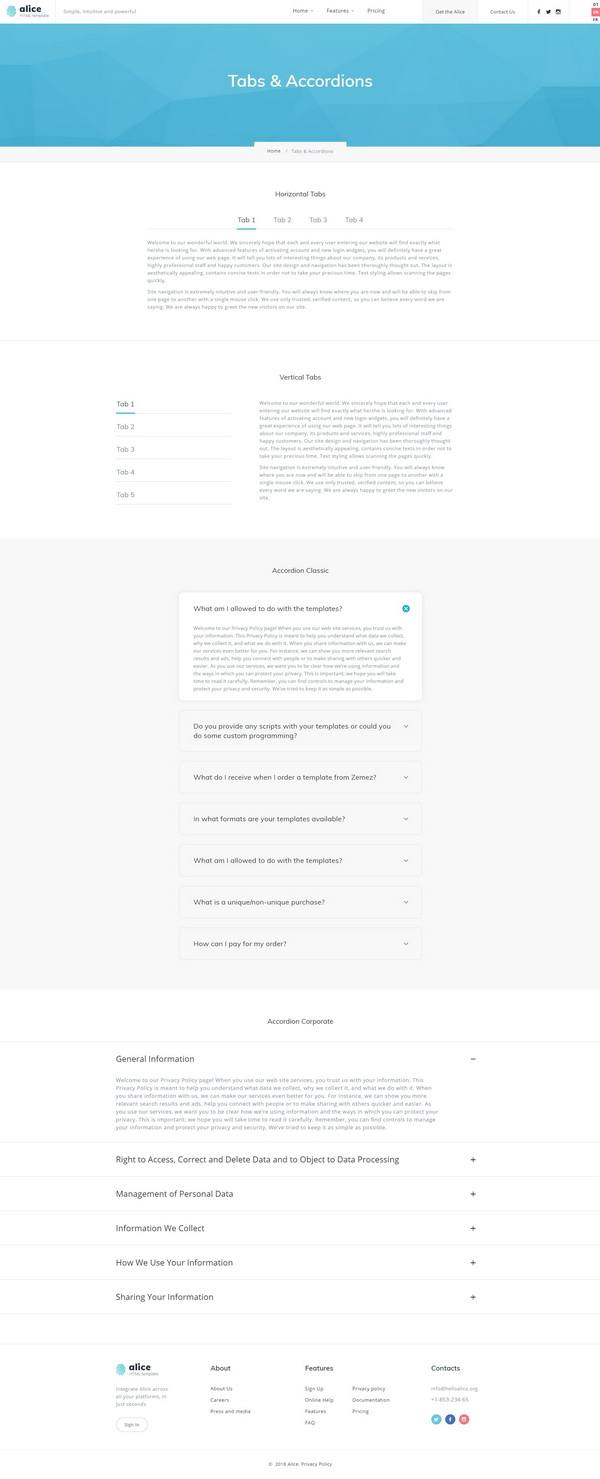 alice
HTML template
Simple, intuitive and powerful
Home
Features
Pricing
Get the Alice
Contact Us
DT
EN
FR
Tabs & Accordions
Home / Tabs & Accordions
Horizontal Tabs
Tab 1 Tab 2 Tab 3 Tab 4
Welcome to our wonderful world. We sincerely hope that each and every user entering our website will find exactly what
he/she is looking for. With advanced features of activating account and new login widgets, you will definitely have a great
experience of using our web page. It will tell you lots of interesting things about our company, its products and services,
highly professional staff and happy customers. Our site design and navigation has been thoroughly thought out. The layout is
aesthetically appealing, contains concise texts in order not to take your precious time. Text styling allows scanning the pages
quickly.
Site navigation is extremely intuitive and user-friendly. You will always know where you are now and will be able to skip from
one page to another with a single mouse click. We use only trusted, verified content, so you can believe every word we are
saying. We are always happy to greet the new visitors on our site.
Vertical Tabs
Tab 1
Tab 2
Tab 3
Tab 4
Tab 5
Welcome to our wonderful world. We sincerely hope that each and every user
entering our website will find exactly what he/she is looking for. With advanced
features of activating account and new login widgets, you will definitely have a
great experience of using our web page. It will tell you lots of interesting things
about our company, its products and services, highly professional staff and
happy customers. Our site design and navigation has been thoroughly thought
out. The layout is aesthetically appealing, contains concise texts in order not to
take your precious time. Text styling allows scanning the pages quickly.
Site navigation is extremely intuitive and user-friendly. You will always know
where you are now and will be able to skip from one page to another with a
single mouse click. We use only trusted, verified content, so you can believe
every word we are saying. We are always happy to greet the new visitors on our
site.
Accordion Classic
What am I allowed to do with the templates?
Welcome to our Privacy Policy page! When you use our web site services, you trust us with
your information. This Privacy Policy is meant to help you understand what data we collect,
why we collect it, and what we do with it. When you share information with us, we can make
our services even better for you. For instance, we can show you more relevant search
results and ads, help you connect with people or to make sharing with others quicker and
easier. As you use our services, we want you to be clear how we're using information and
the ways in which you can protect your privacy. This is important; we hope you will take
time to read it carefully. Remember, you can find controls to manage your information and
protect your privacy and security. We've tried to keep it as simple as possible.
Do you provide any scripts with your templates or could you
do some custom programming?
What do I receive when I order a template from Zemez?
In what formats are your templates available?
What am I allowed to do with the templates?
What is a unique/non-unique purchase?
How can I pay for my order?
Accordion Corporate
General Information
Welcome to our Privacy Policy page! When you use our web site services, you trust us with your information. This
Privacy Policy is meant to help you understand what data we collect, why we collect it, and what we do with it. When
you share information with us, we can make our services even better for you. For instance, we can show you more
relevant search results and ads, help you connect with people or to make sharing with others quicker and easier. As
you use our services, we want you to be clear how we're using information and the ways in which you can protect your
privacy. This is important; we hope you will take time to read it carefully. Remember, you can find controls to manage
your information and protect your privacy and security. We've tried to keep it as simple as possible.
Right to Access, Correct and Delete Data and to Object to Data Processing
Management of Personal Data
Information We Collect
How We Use Your Information
Sharing Your Information
alice
HTML template
Integrate Alice across
all your platforms, in
just seconds
Sign In
About
About Us
Careers
Press and media
Features
Sign Up
Online Help
Features
FAQ
Privacy policy
Documentation
Pricing
Contacts
info@helloalice.org
+1-853-234-65
© 2018 Alice. Privacy Policy